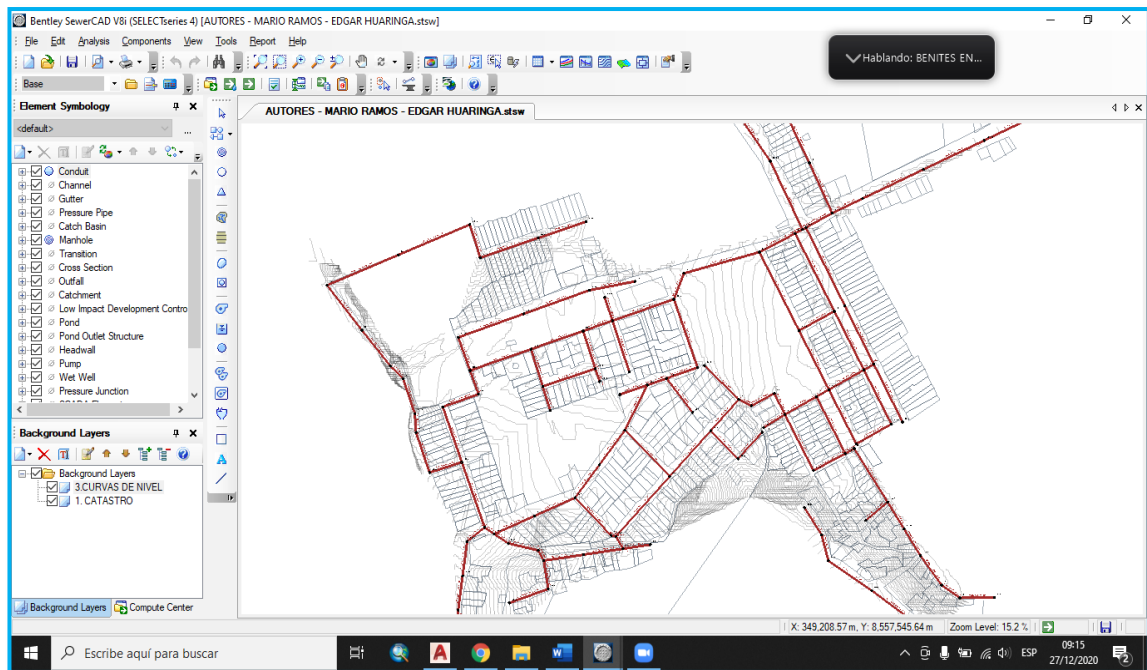 Bentley SewerCAD V8i (SELECTseries 4) [AUTORES - MARIO RAMOS - EDGAR HUARINGA.stsw]
File Edit Analysis Components View Tools Report Help
Hablando: BENITES EN...
Base
Element Symbology
<default>
...
Conduit
Channel
Gutter
Pressure Pipe
Catch Basin
Manhole
Transition
Cross Section
Outfall
Catchment
Low Impact Development Contro
Pond
Pond Outlet Structure
Headwall
Pump
Wet Well
Pressure Junction
Background Layers
Background Layers
3.CURVAS DE NIVEL
1. CATASTRO
Background Layers Compute Center
AUTORES - MARIO RAMOS - EDGAR HUARINGA.stsw
X: 349,208.57 m, Y: 8,557,545.64 m Zoom Level: 15.2 %
Escribe aquí para buscar
ESP
09:15
27/12/2020
2